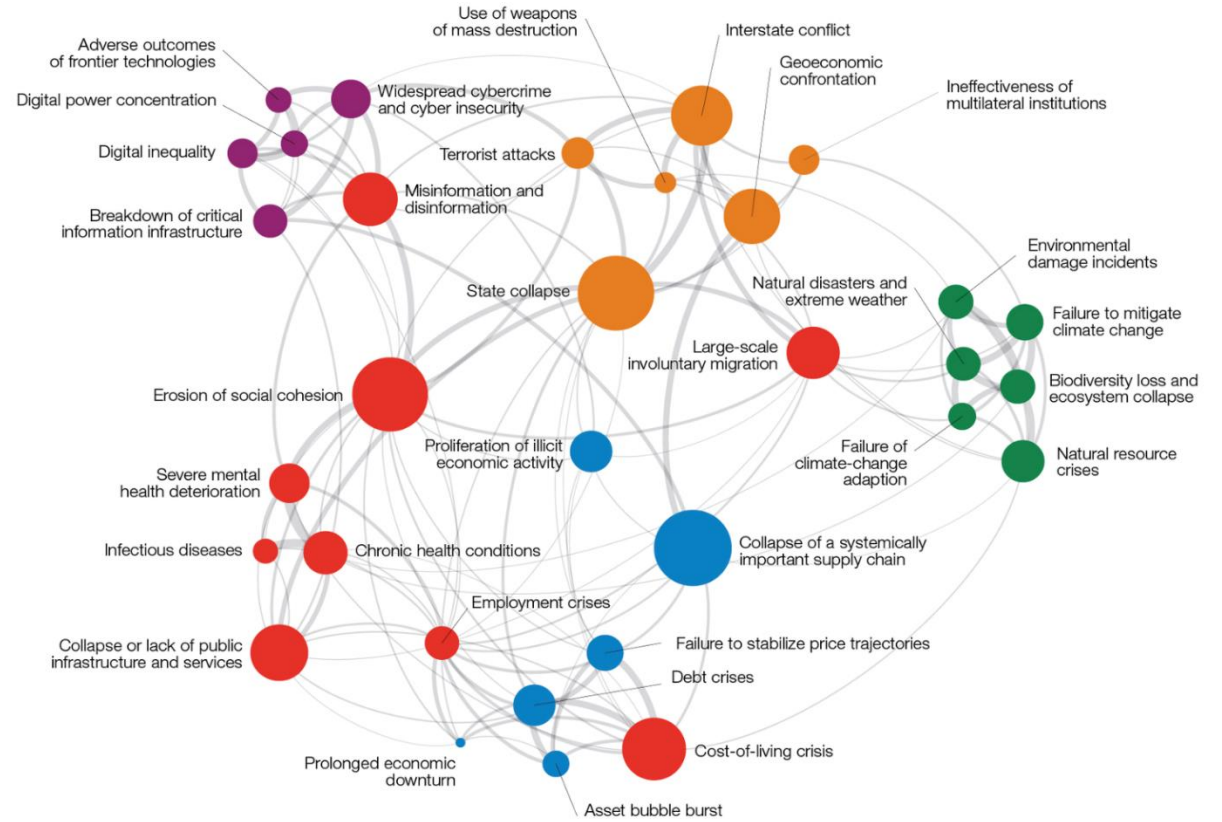 Use of weapons
of mass destruction
Interstate conflict
Adverse outcomes
of frontier technologies
Geoeconomic
confrontation
Ineffectiveness of
multilateral institutions
Digital power concentration
Widespread cybercrime
and cyber insecurity
Digital inequality
Terrorist attacks
Misinformation and
disinformation
Breakdown of critical
information infrastructure
Environmental
damage incidents
State collapse
Natural disasters and
extreme weather
Failure to mitigate
climate change
Large-scale
involuntary migration
Erosion of social cohesion
Biodiversity loss and
ecosystem collapse
Proliferation of illicit
economic activity
Failure of
climate-change
adaption
Natural resource
crises
Severe mental
health deterioration
Infectious diseases
Chronic health conditions
Collapse of a systemically
important supply chain
Employment crises
Collapse or lack of public
infrastructure and services
Failure to stabilize price trajectories
Debt crises
Prolonged economic
downturn
Cost-of-living crisis
Asset bubble burst